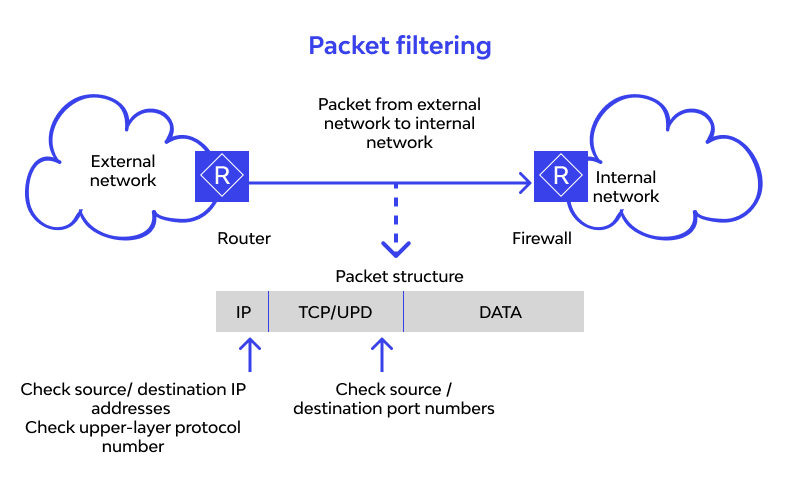 Packet filtering
Packet from external
network to internal
network
External
network
R
R
Internal
network
Router
Firewall
Packet structure
IP
TCP/UPD
DATA
Check source/ destination IP
addresses
Check upper-layer protocol
number
Check source /
destination port numbers